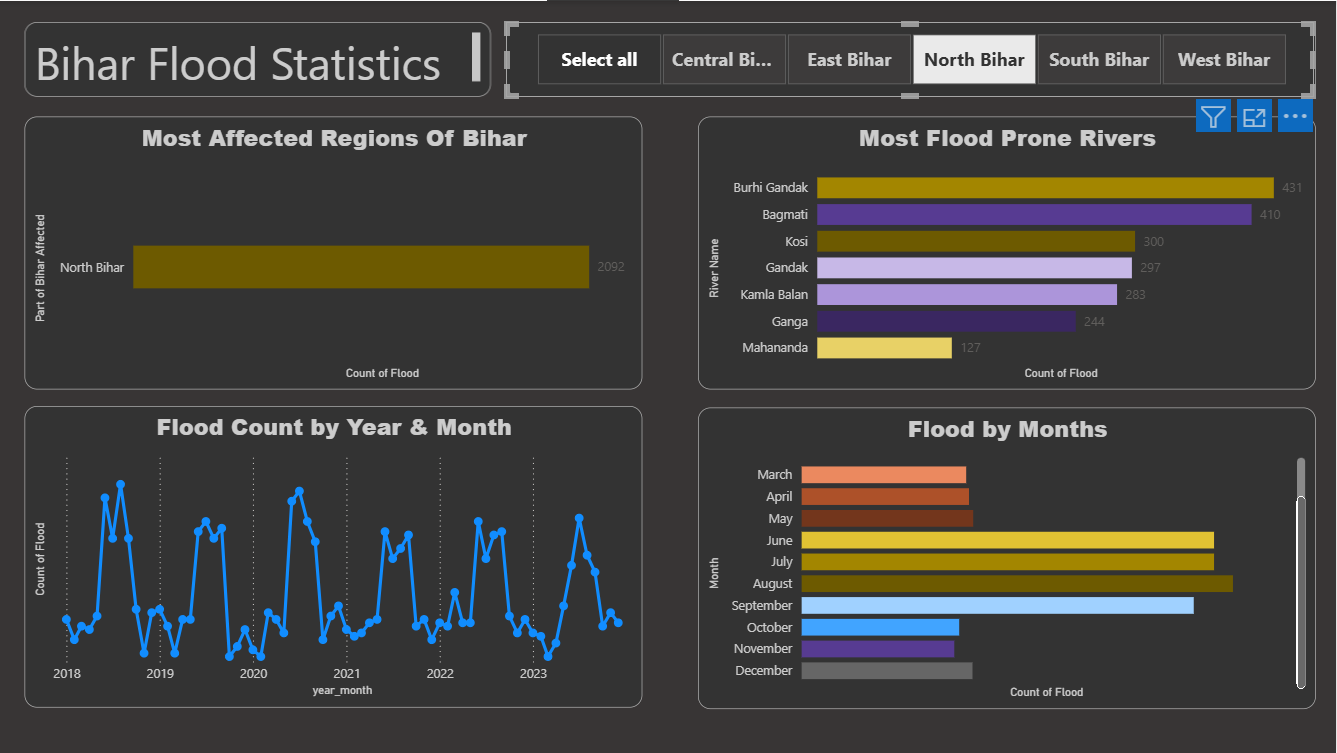 Bihar Flood Statistics
Select all
Central Bi...
East Bihar
North Bihar
South Bihar
West Bihar
Most Affected Regions Of Bihar
Part of Bihar Affected
North Bihar
2092
Count of Flood
Most Flood Prone Rivers
River Name
Burhi Gandak 431
Bagmati 410
Kosi 300
Gandak 297
Kamla Balan 283
Ganga 244
Mahananda 127
Count of Flood
Flood Count by Year & Month
Count of Flood
2018 2019 2020 2021 2022 2023
year_month
Flood by Months
Month
March
April
May
June
July
August
September
October
November
December
Count of Flood